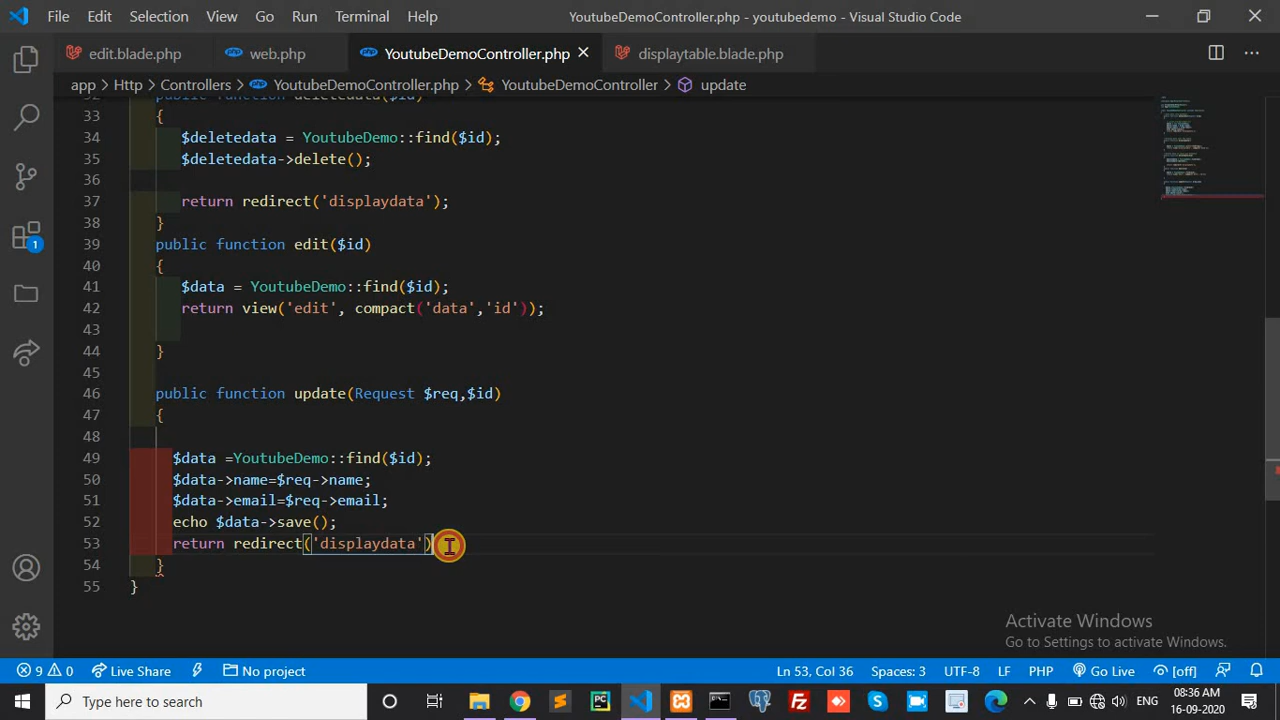 File Edit Selection View Go Run Terminal Help YoutubeDemoController.php - youtubedemo - Visual Studio Code
edit.blade.php web.php YoutubeDemoController.php displaytable.blade.php
app > Http > Controllers > YoutubeDemoController.php > YoutubeDemoController > update
32 public function deletedata($id)
33 {
34 $deletedata = YoutubeDemo::find($id);
35 $deletedata->delete();
36
37 return redirect('displaydata');
38 }
39 public function edit($id)
40 {
41 $data = YoutubeDemo::find($id);
42 return view('edit', compact('data','id'));
43
44 }
45
46 public function update(Request $req,$id)
47 {
48
49 $data =YoutubeDemo::find($id);
50 $data->name=$req->name;
51 $data->email=$req->email;
52 echo $data->save();
53 return redirect('displaydata')
54 }
55 }
1
Activate Windows
Go to Settings to activate Windows.
9 0 Live Share No project Ln 53, Col 36 Spaces: 3 UTF-8 LF PHP Go Live [off]
Type here to search ENG 08:36 AM
16-09-2020